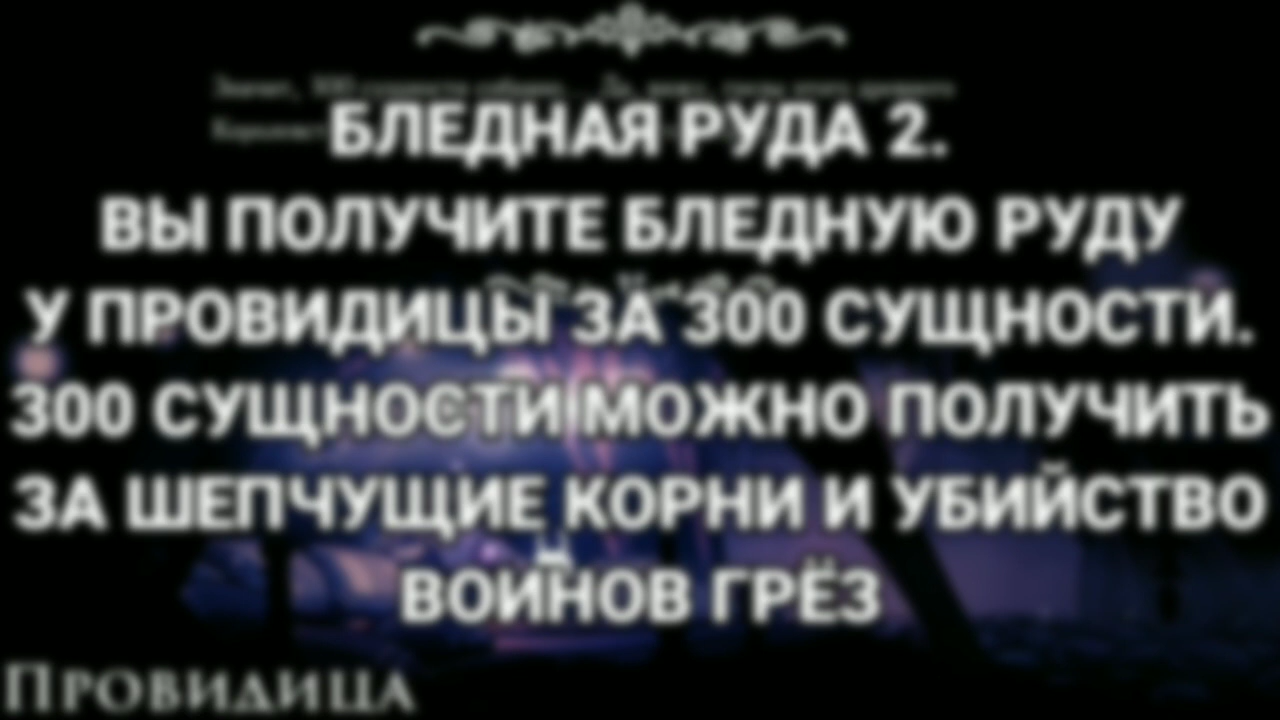 БЛЕДНАЯ РУДА 2.
ВЫ ПОЛУЧИТЕ БЛЕДНУЮ РУДУ
У ПРОВИДИЦЫ ЗА 300 СУЩНОСТИ.
300 СУЩНОСТИ МОЖНО ПОЛУЧИТЬ
ЗА ШЕПЧУЩИЕ КОРНИ И УБИЙСТВО
ВОИНОВ ГРЁЗ
ПРОВИДИЦА